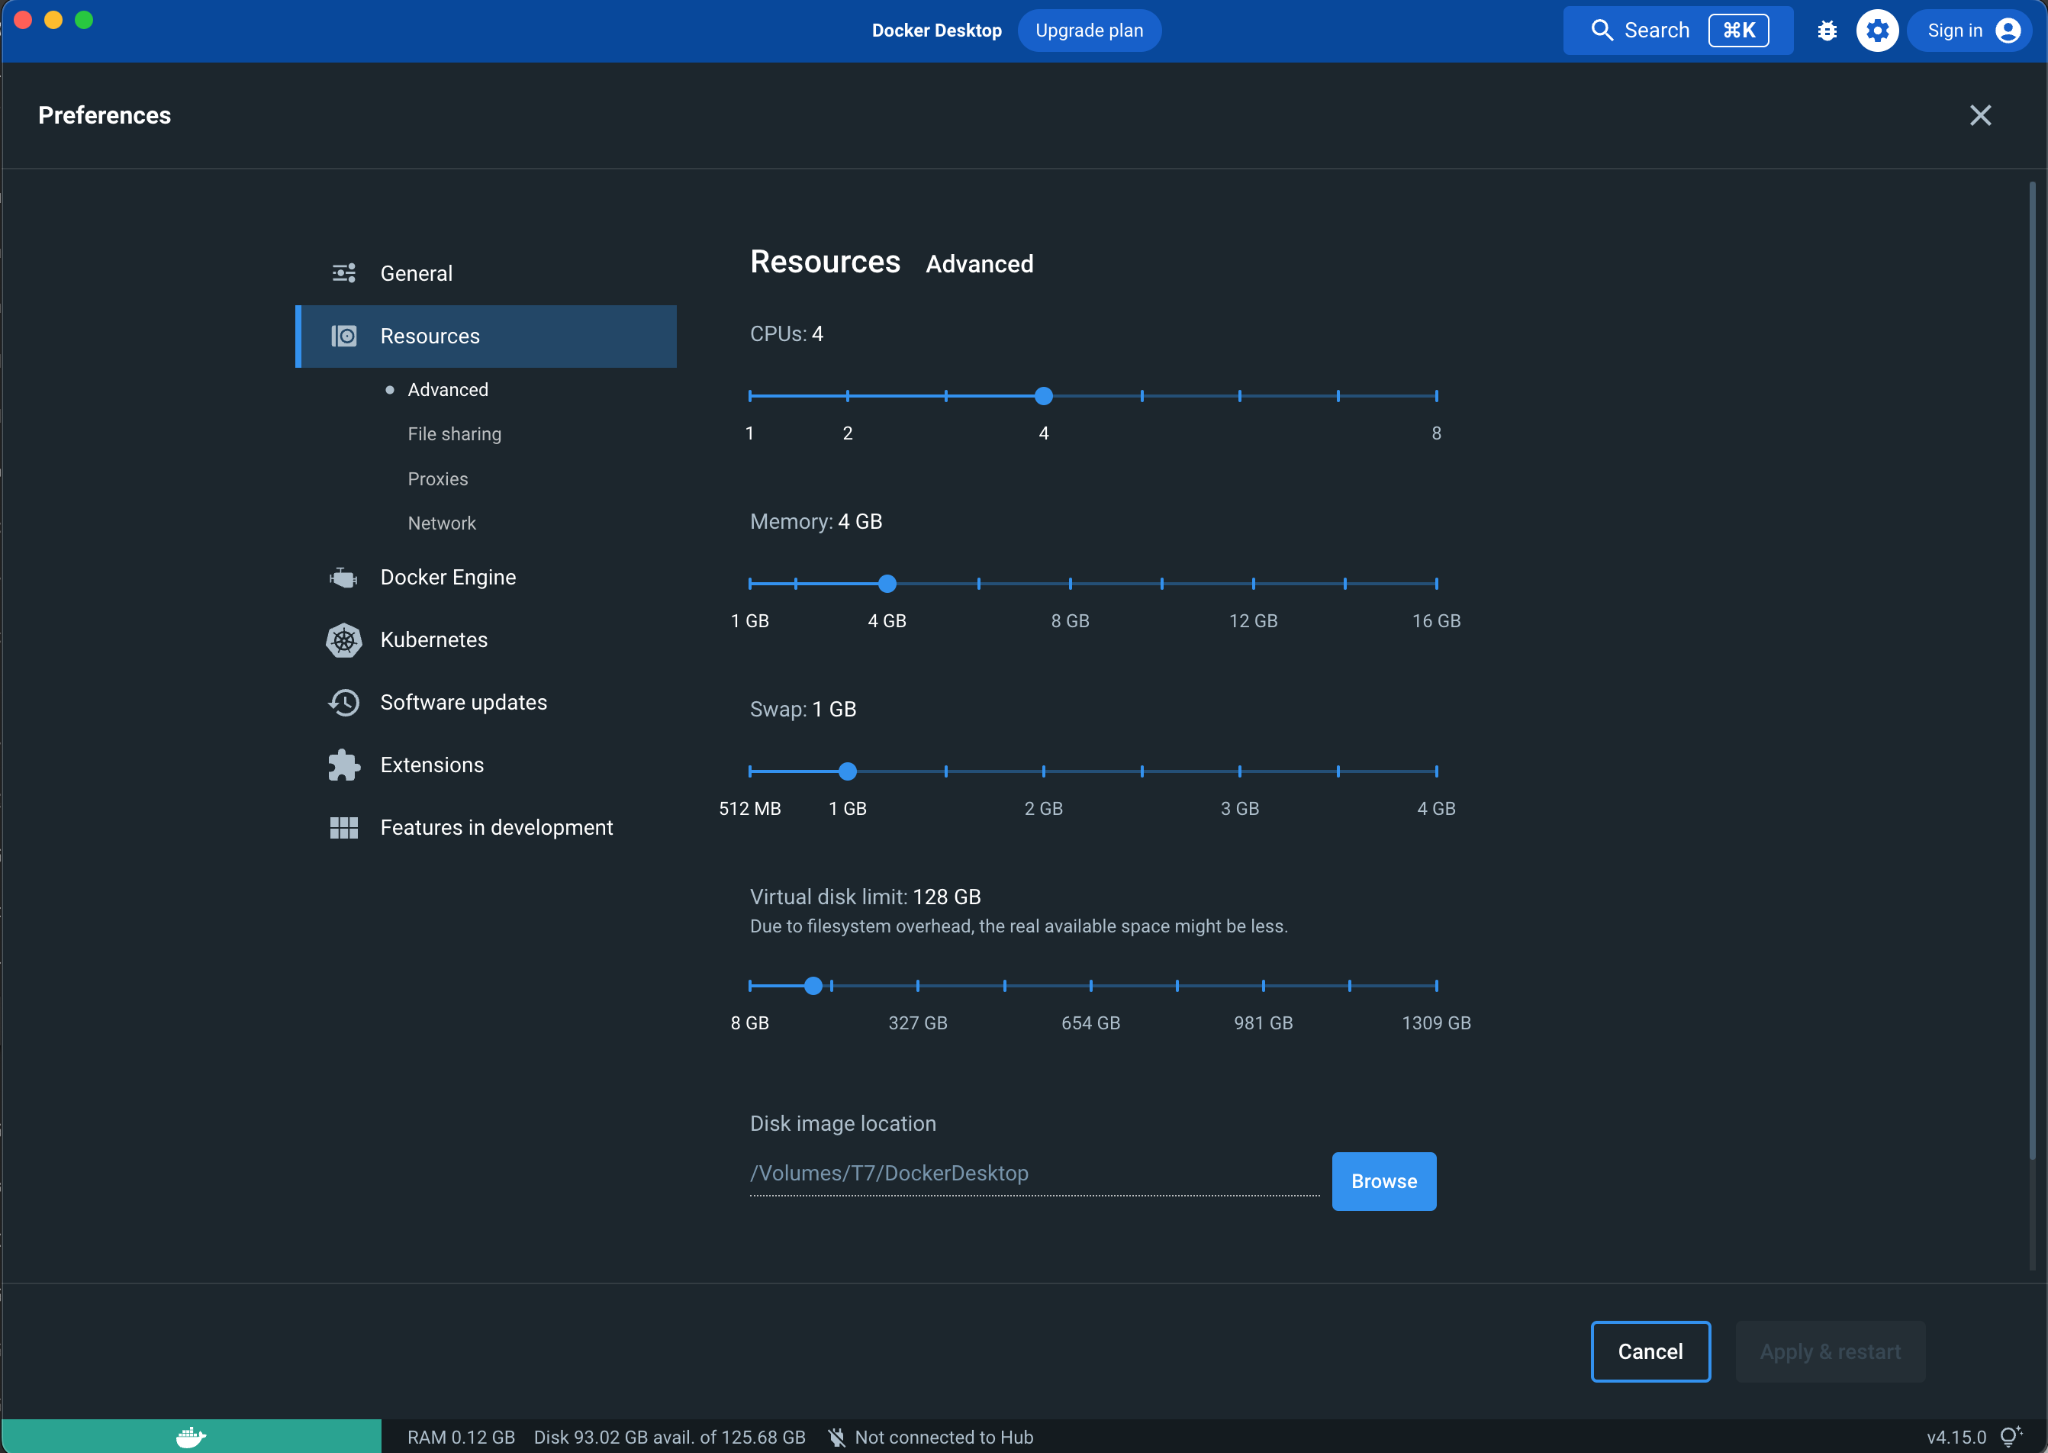 Docker Desktop Upgrade plan Search ⌘K Sign in
Preferences
General
Resources
Advanced
File sharing
Proxies
Network
Docker Engine
Kubernetes
Software updates
Extensions
Features in development
Resources Advanced
CPUs: 4
1 2 4 8
Memory: 4 GB
1 GB 4 GB 8 GB 12 GB 16 GB
Swap: 1 GB
512 MB 1 GB 2 GB 3 GB 4 GB
Virtual disk limit: 128 GB
Due to filesystem overhead, the real available space might be less.
8 GB 327 GB 654 GB 981 GB 1309 GB
Disk image location
/Volumes/T7/DockerDesktop Browse
Cancel Apply & restart
RAM 0.12 GB Disk 93.02 GB avail. of 125.68 GB Not connected to Hub v4.15.0